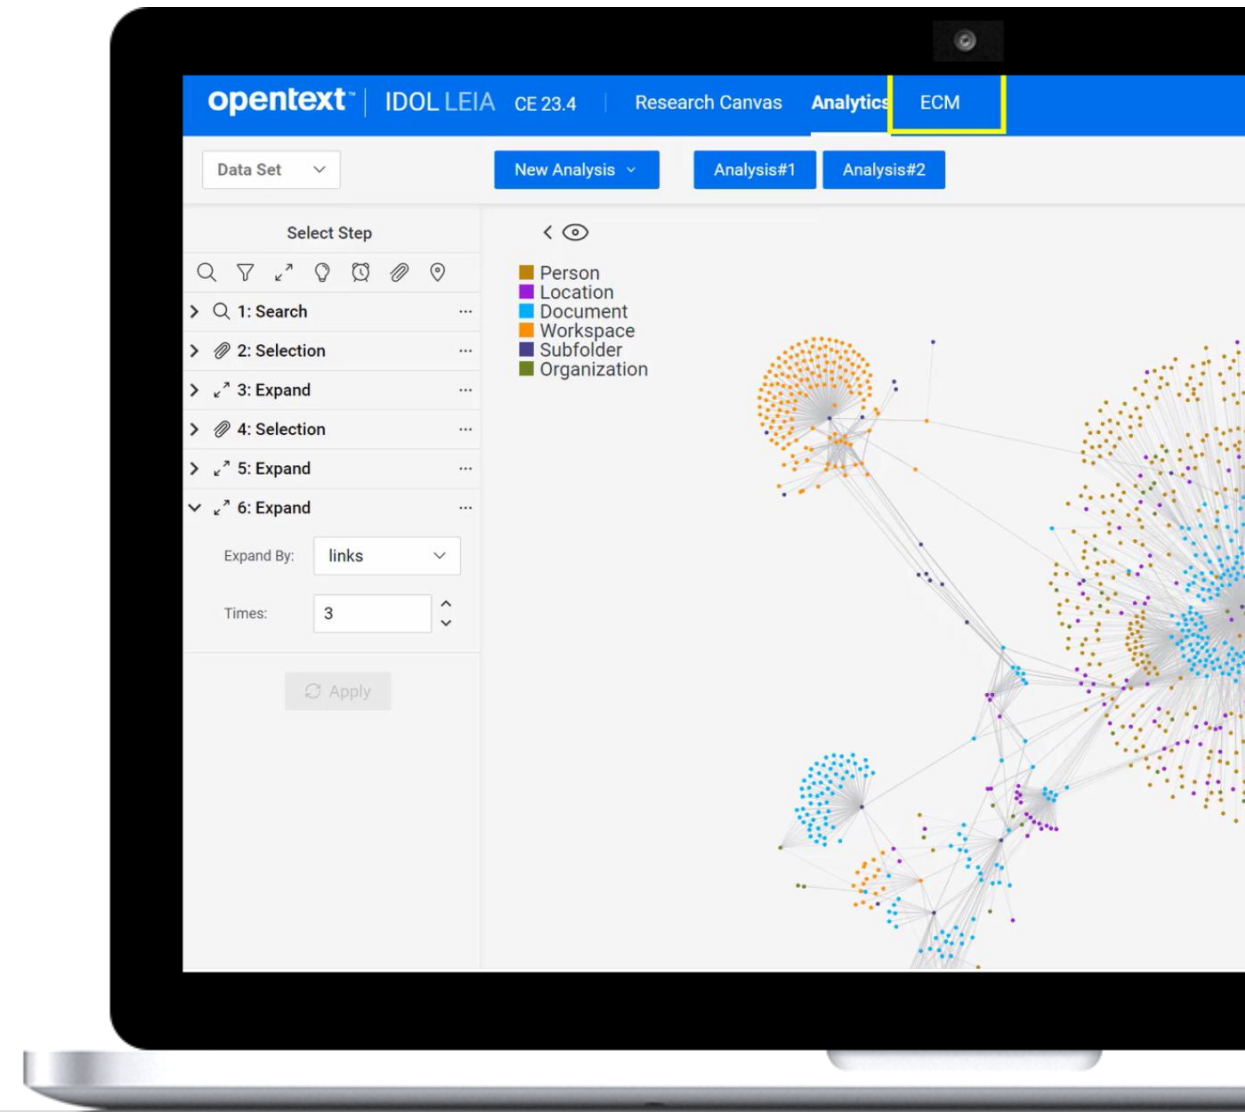 opentext™ | IDOL LEIA CE 23.4 | Research Canvas Analytics ECM
Data Set New Analysis Analysis#1 Analysis#2
Select Step
1: Search
2: Selection
3: Expand
4: Selection
5: Expand
6: Expand
Expand By: links
Times: 3
Apply
Person
Location
Document
Workspace
Subfolder
Organization